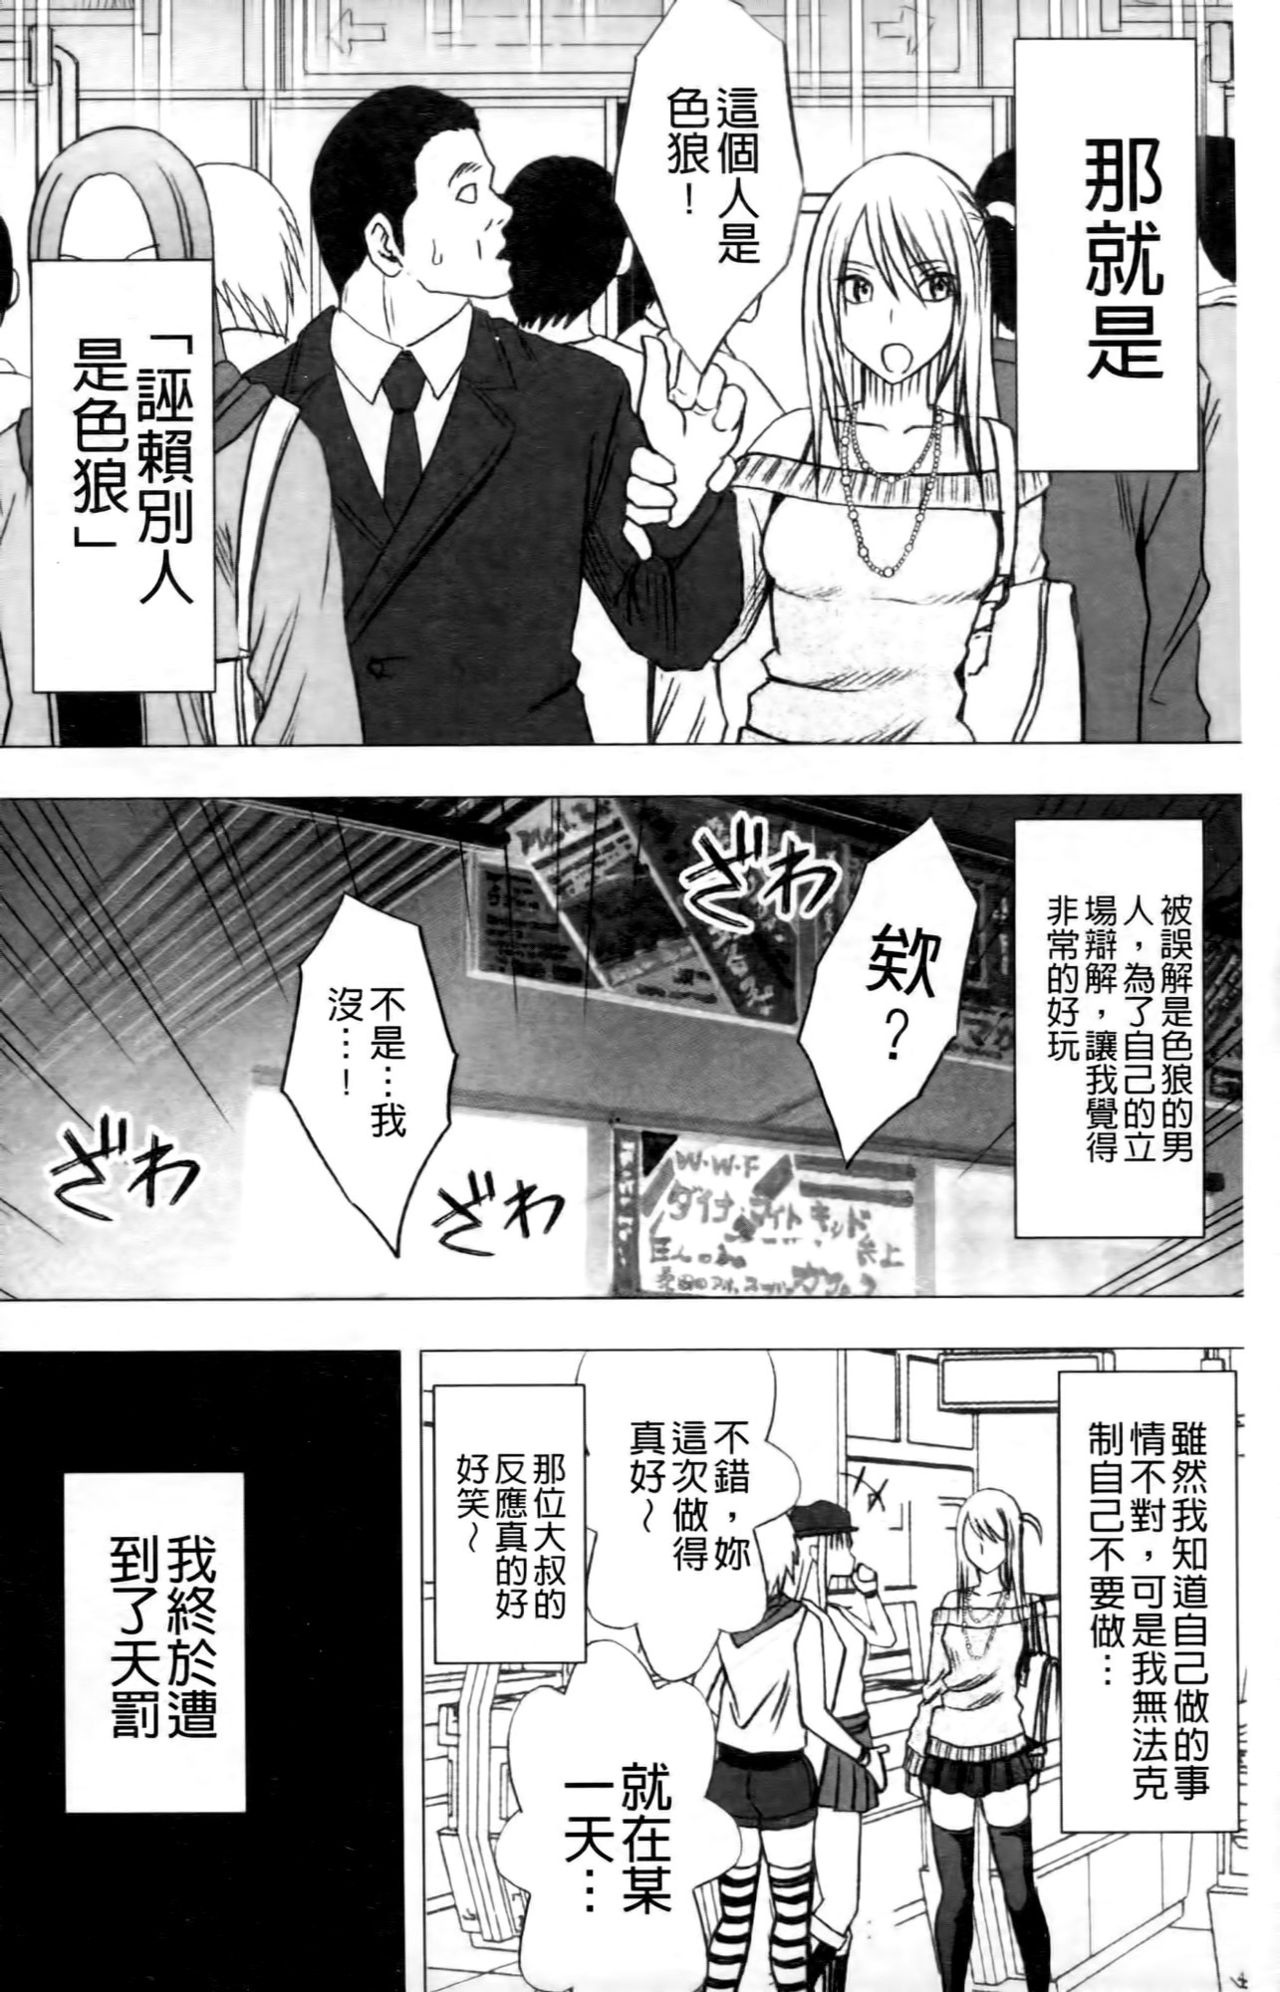 那就是
這個人是
色狼！
「誣賴別人
是色狼」
被誤解是色狼的男
人，為了自己的立
場辯解，讓我覺得
非常的好玩
欸？
ざわ
不是…我
沒…！
ざわ
ざわ
W.W.F
ダイナマイトキッド
参上
雖然我知道自己做的事
情不對，可是我無法克
制自己不要做…
不錯，妳
這次做得
真好～
那位大叔的
反應真的好
好笑～
就在某
一天…
我終於遭
到了天罰